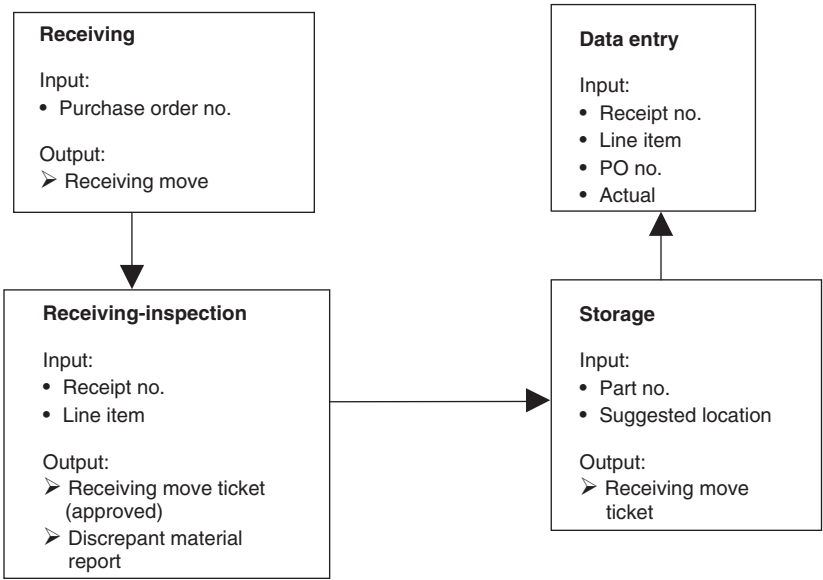 Receiving
Input:
• Purchase order no.
Output:
➢ Receiving move
Receiving-inspection
Input:
• Receipt no.
• Line item
Output:
➢ Receiving move ticket
(approved)
➢ Discrepant material
report
Storage
Input:
• Part no.
• Suggested location
Output:
➢ Receiving move
ticket
Data entry
Input:
• Receipt no.
• Line item
• PO no.
• Actual